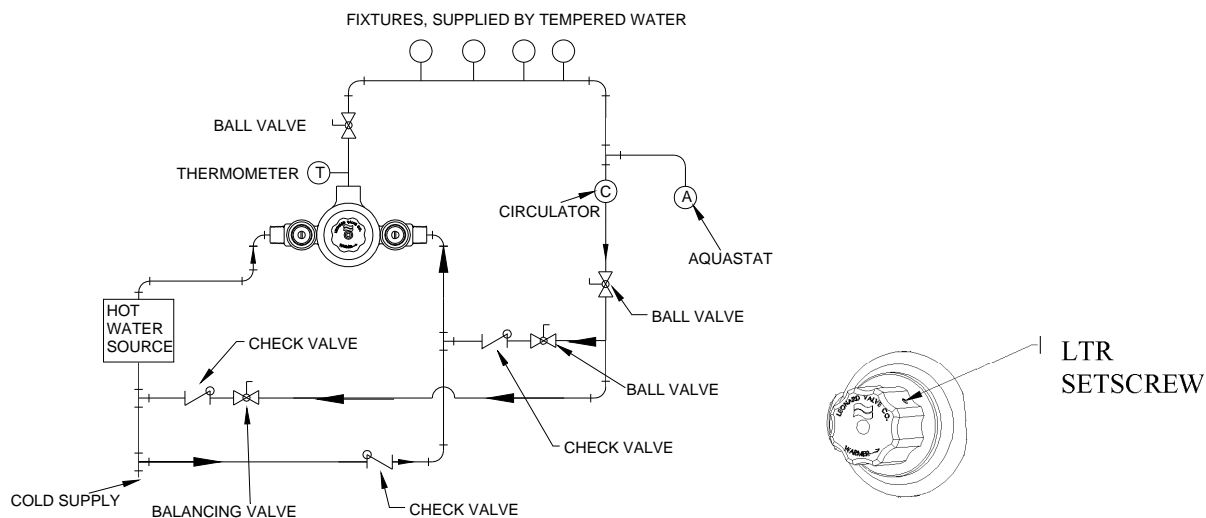 FIXTURES, SUPPLIED BY TEMPERED WATER
BALL VALVE
THERMOMETER
T
C
CIRCULATOR
A
AQUASTAT
HOT
WATER
SOURCE
CHECK VALVE
BALL VALVE
BALL VALVE
CHECK VALVE
COLD SUPPLY
BALANCING VALVE
CHECK VALVE
LTR
SETSCREW
LEONARD VALVE CO.
WARMER